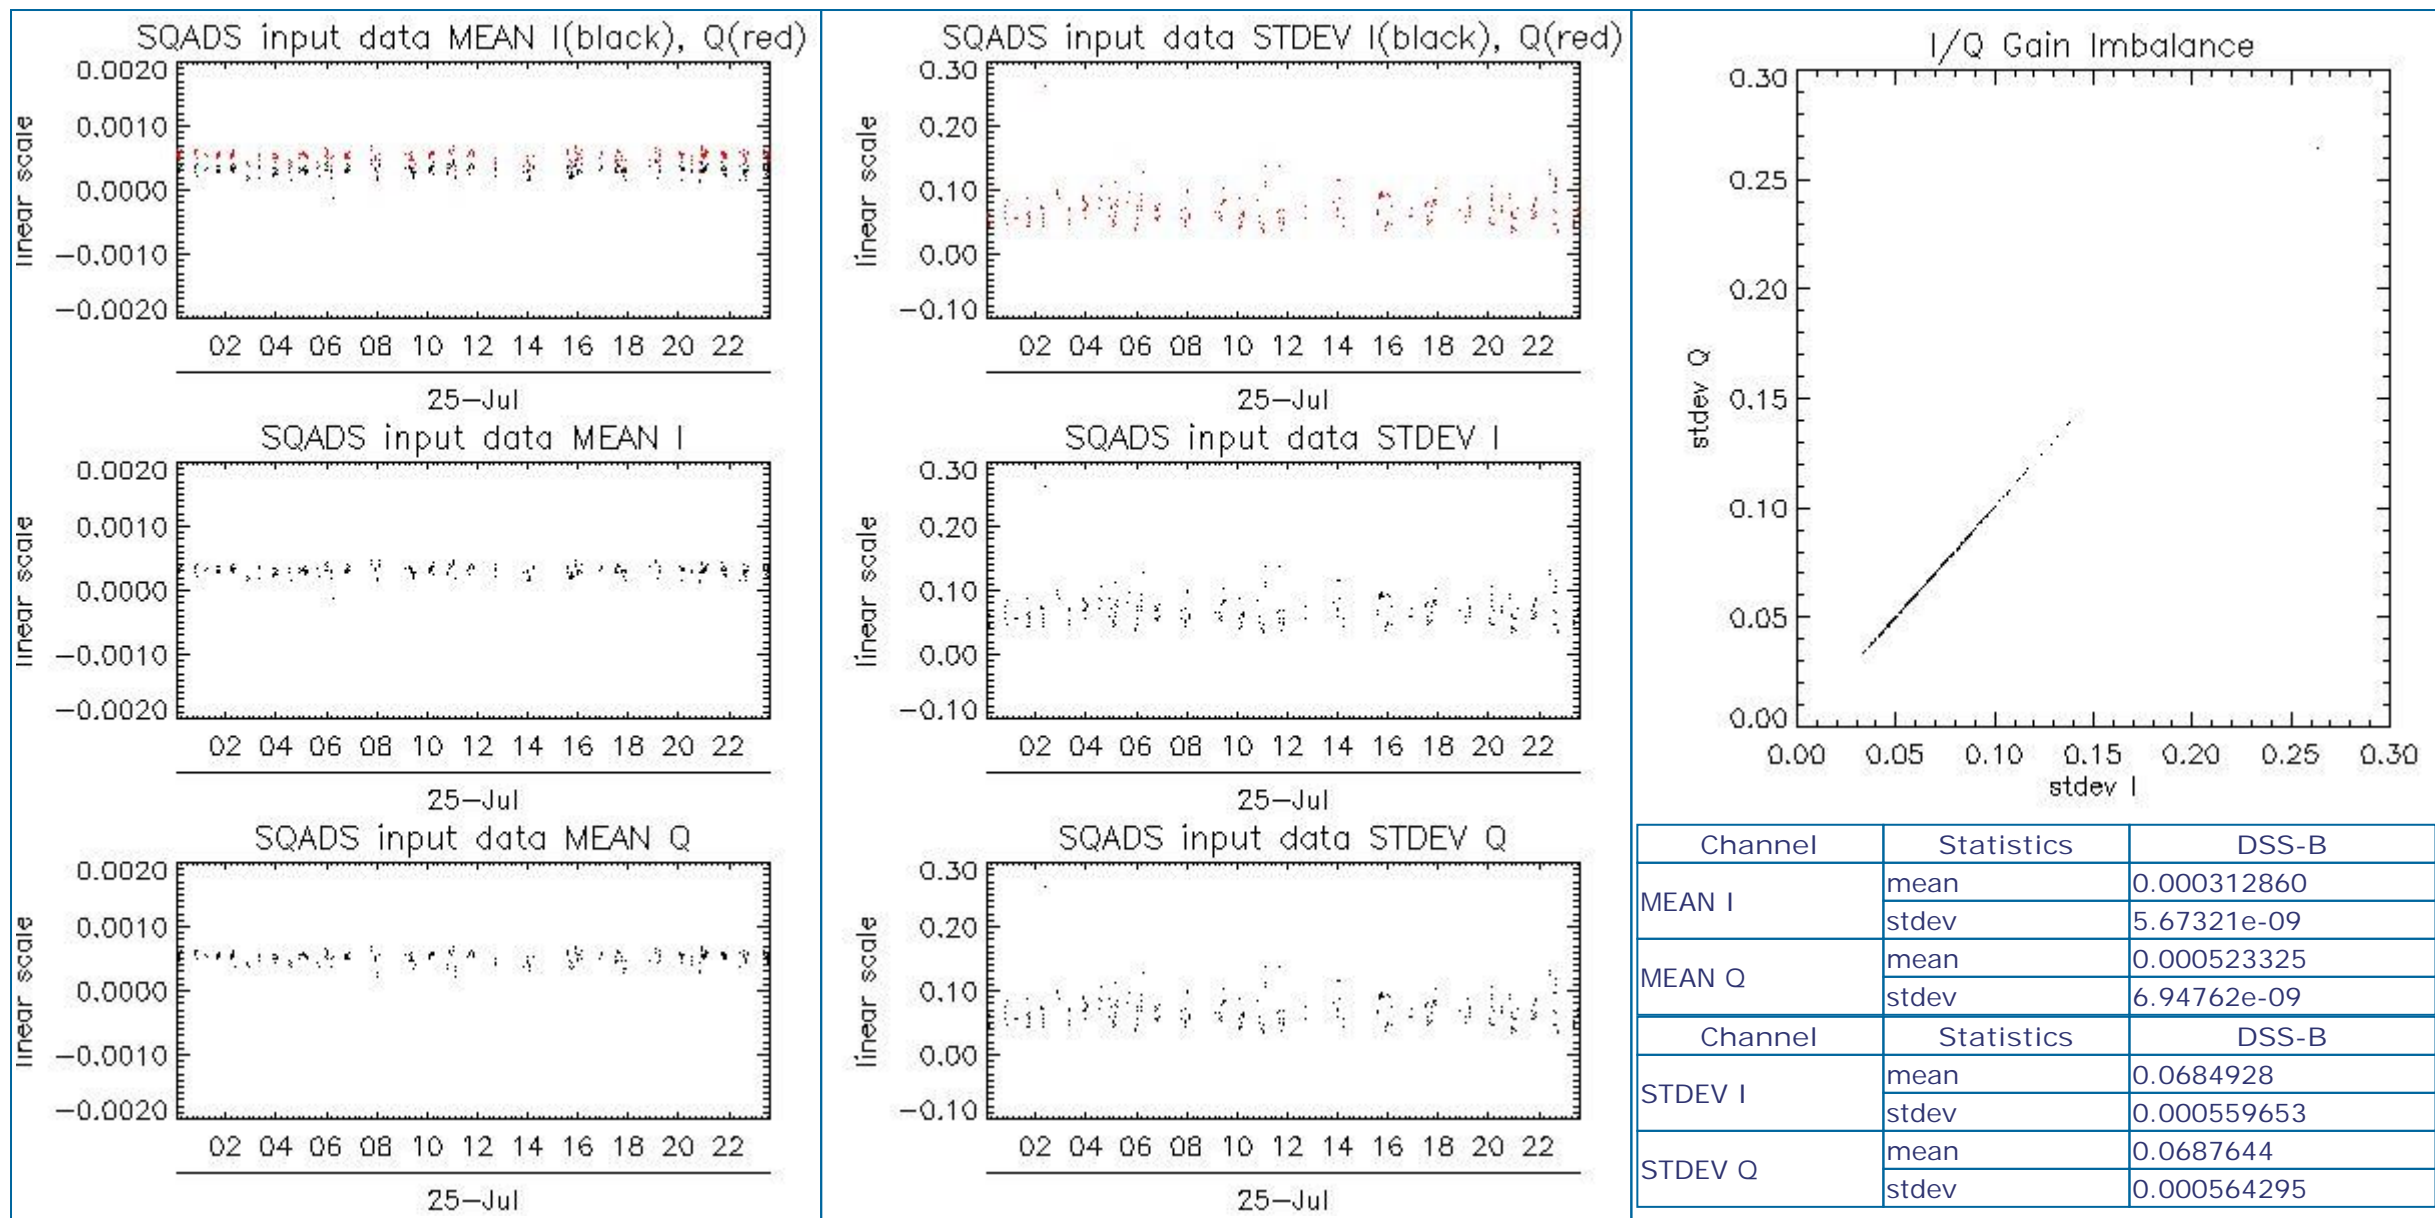 SQADS input data MEAN I(black), Q(red)
0.0020
0.0010
0.0000
−0.0010
−0.0020
linear scale
02 04 06 08 10 12 14 16 18 20 22
25−Jul
SQADS input data MEAN I
0.0020
0.0010
0.0000
−0.0010
−0.0020
linear scale
02 04 06 08 10 12 14 16 18 20 22
25−Jul
SQADS input data MEAN Q
0.0020
0.0010
0.0000
−0.0010
−0.0020
linear scale
02 04 06 08 10 12 14 16 18 20 22
25−Jul
SQADS input data STDEV I(black), Q(red)
0.30
0.20
0.10
0.00
−0.10
linear scale
02 04 06 08 10 12 14 16 18 20 22
25−Jul
SQADS input data STDEV I
0.30
0.20
0.10
0.00
−0.10
linear scale
02 04 06 08 10 12 14 16 18 20 22
25−Jul
SQADS input data STDEV Q
0.30
0.20
0.10
0.00
−0.10
linear scale
02 04 06 08 10 12 14 16 18 20 22
25−Jul
I/Q Gain Imbalance
0.30
0.25
0.20
0.15
0.10
0.05
0.00
stdev Q
0.00 0.05 0.10 0.15 0.20 0.25 0.30
stdev I
Channel Statistics DSS-B
MEAN I mean 0.000312860
stdev 5.67321e-09
MEAN Q mean 0.000523325
stdev 6.94762e-09
Channel Statistics DSS-B
STDEV I mean 0.0684928
stdev 0.000559653
STDEV Q mean 0.0687644
stdev 0.000564295